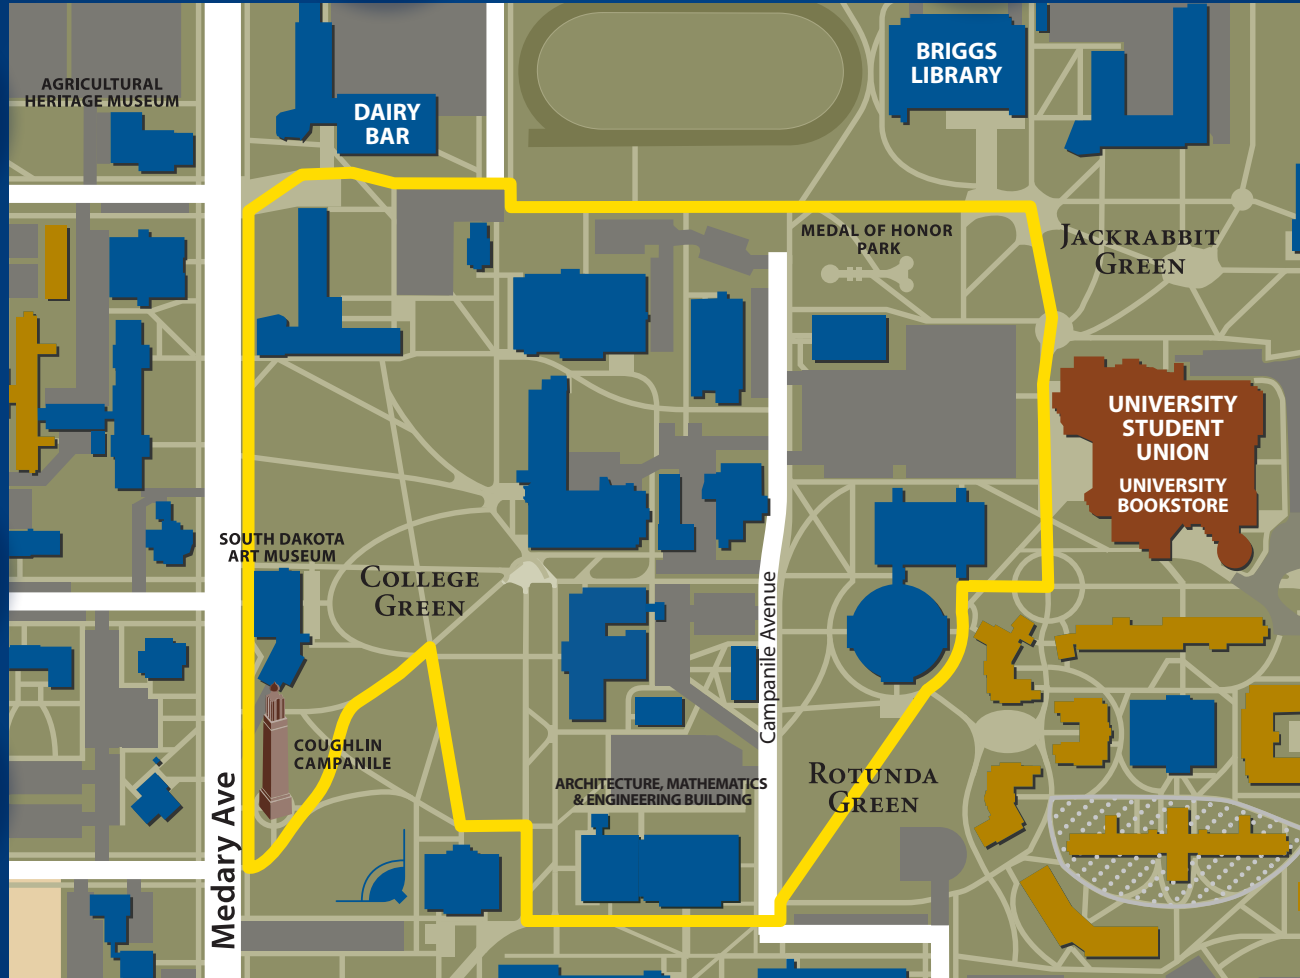 AGRICULTURAL
HERITAGE MUSEUM
DAIRY
BAR
BRIGGS
LIBRARY
MEDAL OF HONOR
PARK
JACKRABBIT
GREEN
UNIVERSITY
STUDENT
UNION
UNIVERSITY
BOOKSTORE
SOUTH DAKOTA
ART MUSEUM
COLLEGE
GREEN
Campanile Avenue
COUGHLIN
CAMPANILE
ARCHITECTURE, MATHEMATICS
& ENGINEERING BUILDING
ROTUNDA
GREEN
Medary Ave